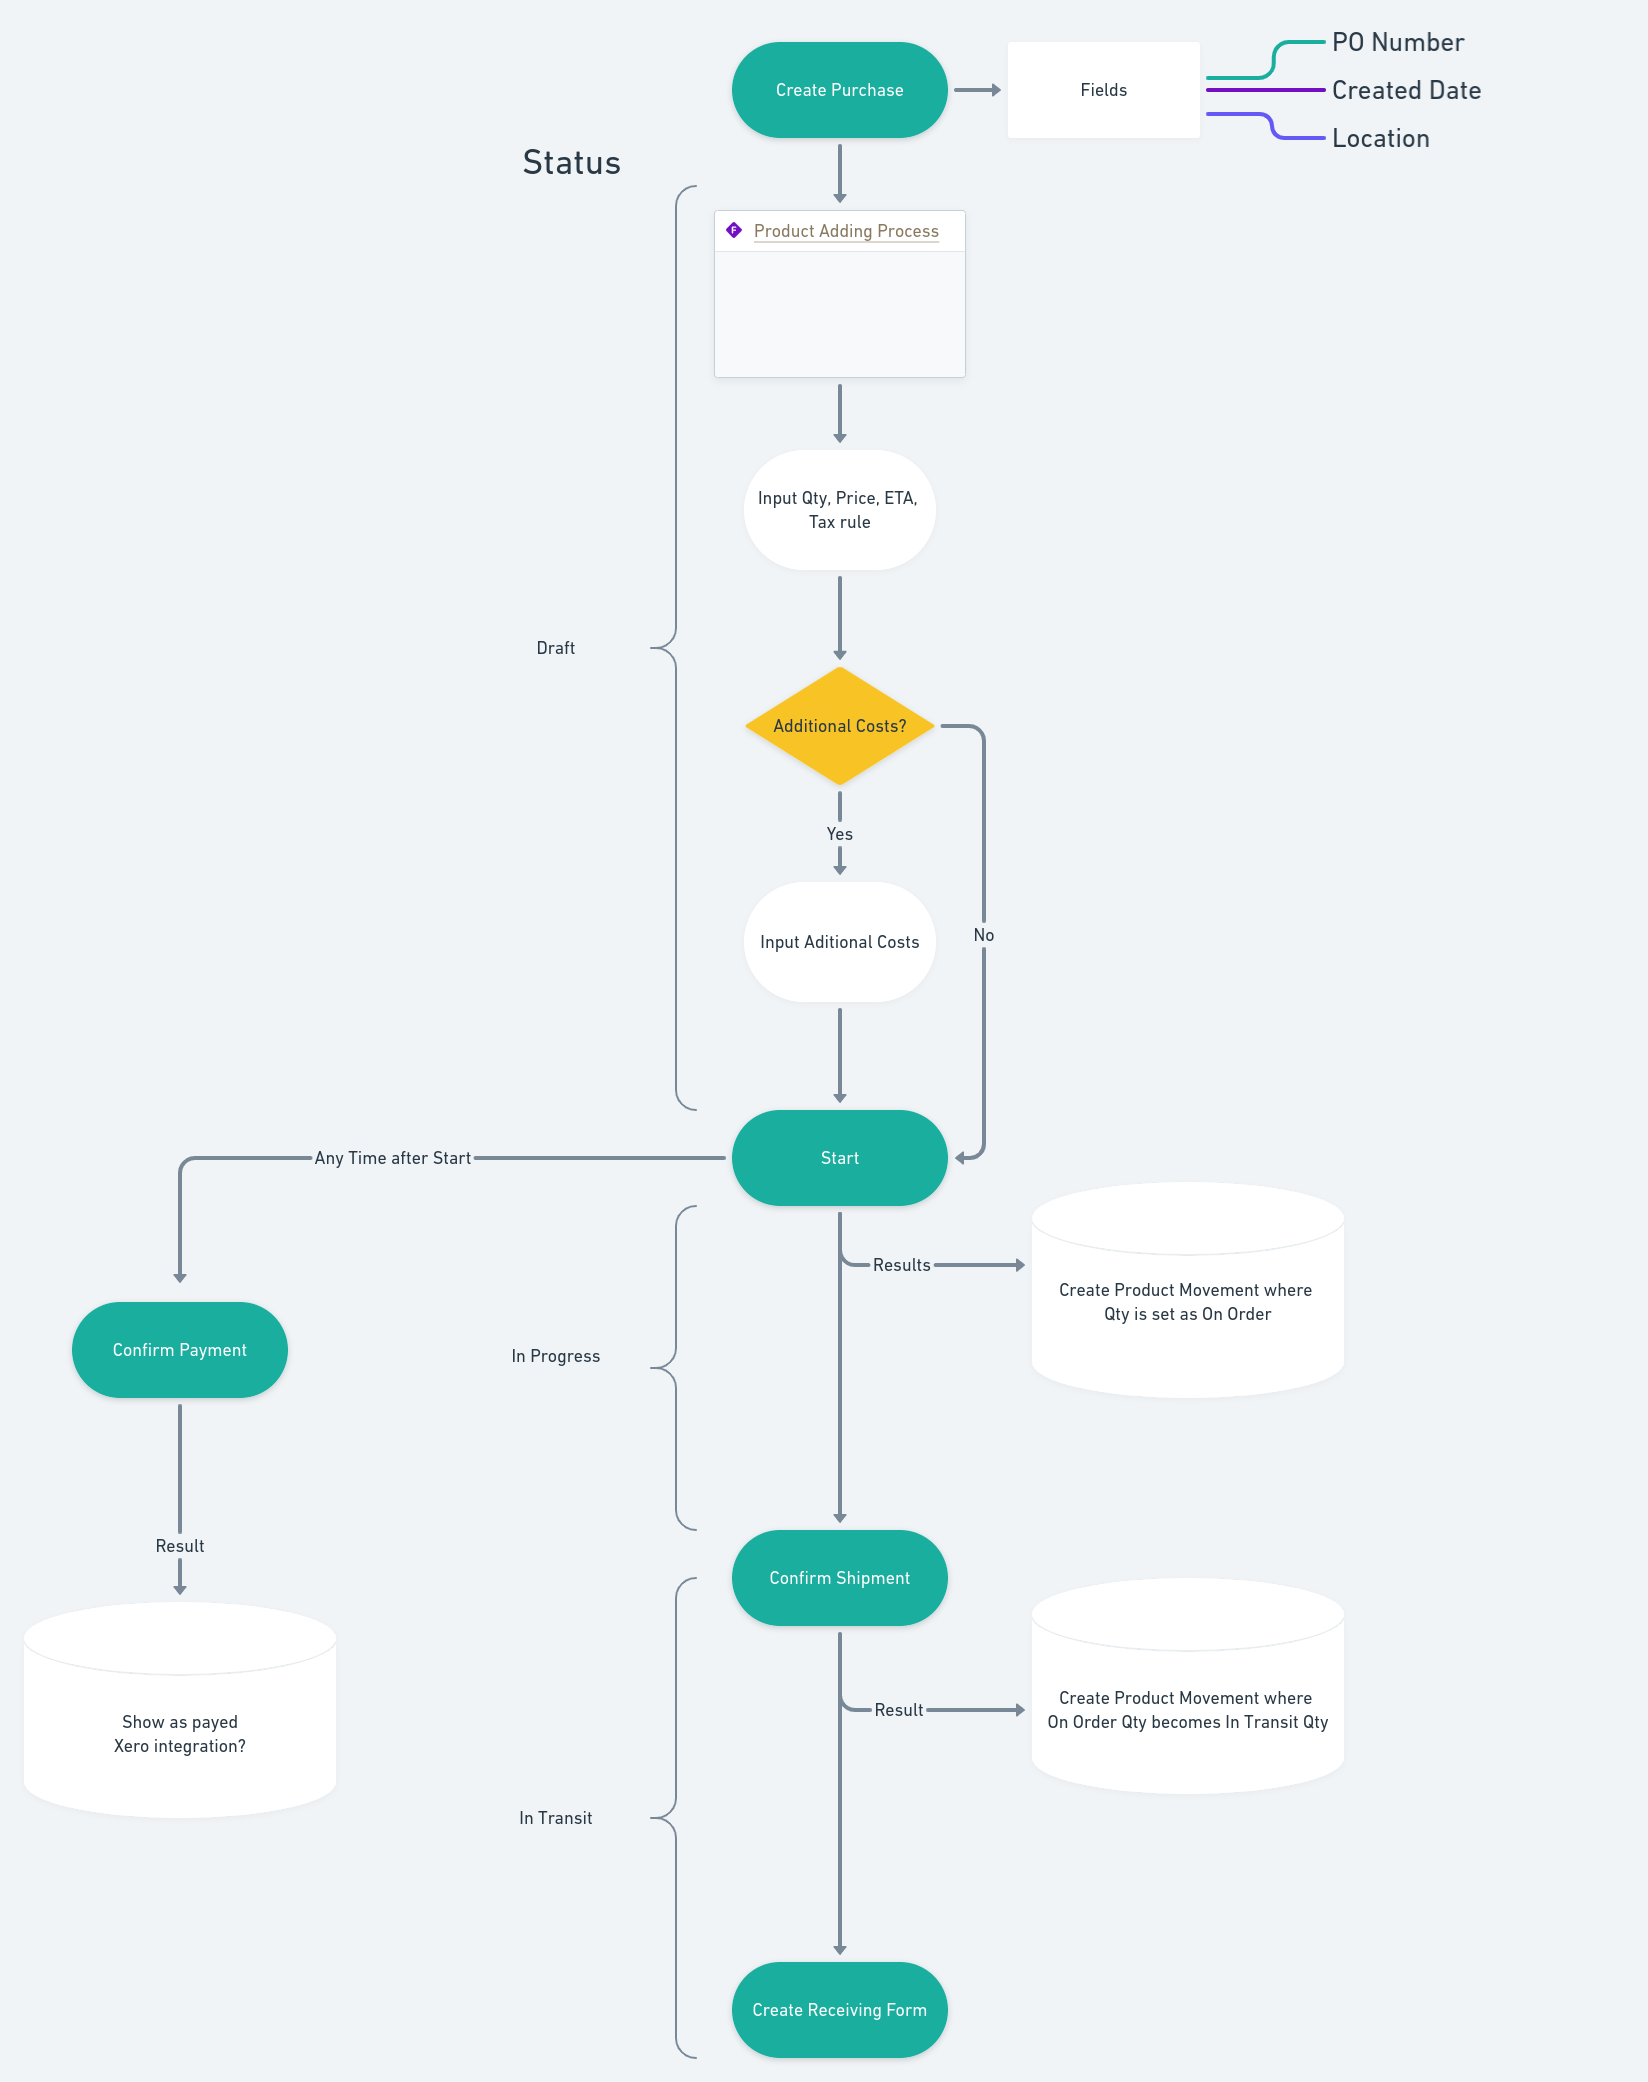 Create Purchase
Fields
PO Number
Created Date
Location
Status
F
Product Adding Process
Input Qty, Price, ETA,
Tax rule
Draft
Additional Costs?
Yes
Input Aditional Costs
No
Any Time after Start
Start
Results
Create Product Movement where
Qty is set as On Order
Confirm Payment
In Progress
Result
Confirm Shipment
Show as payed
Xero integration?
Result
Create Product Movement where
On Order Qty becomes In Transit Qty
In Transit
Create Receiving Form